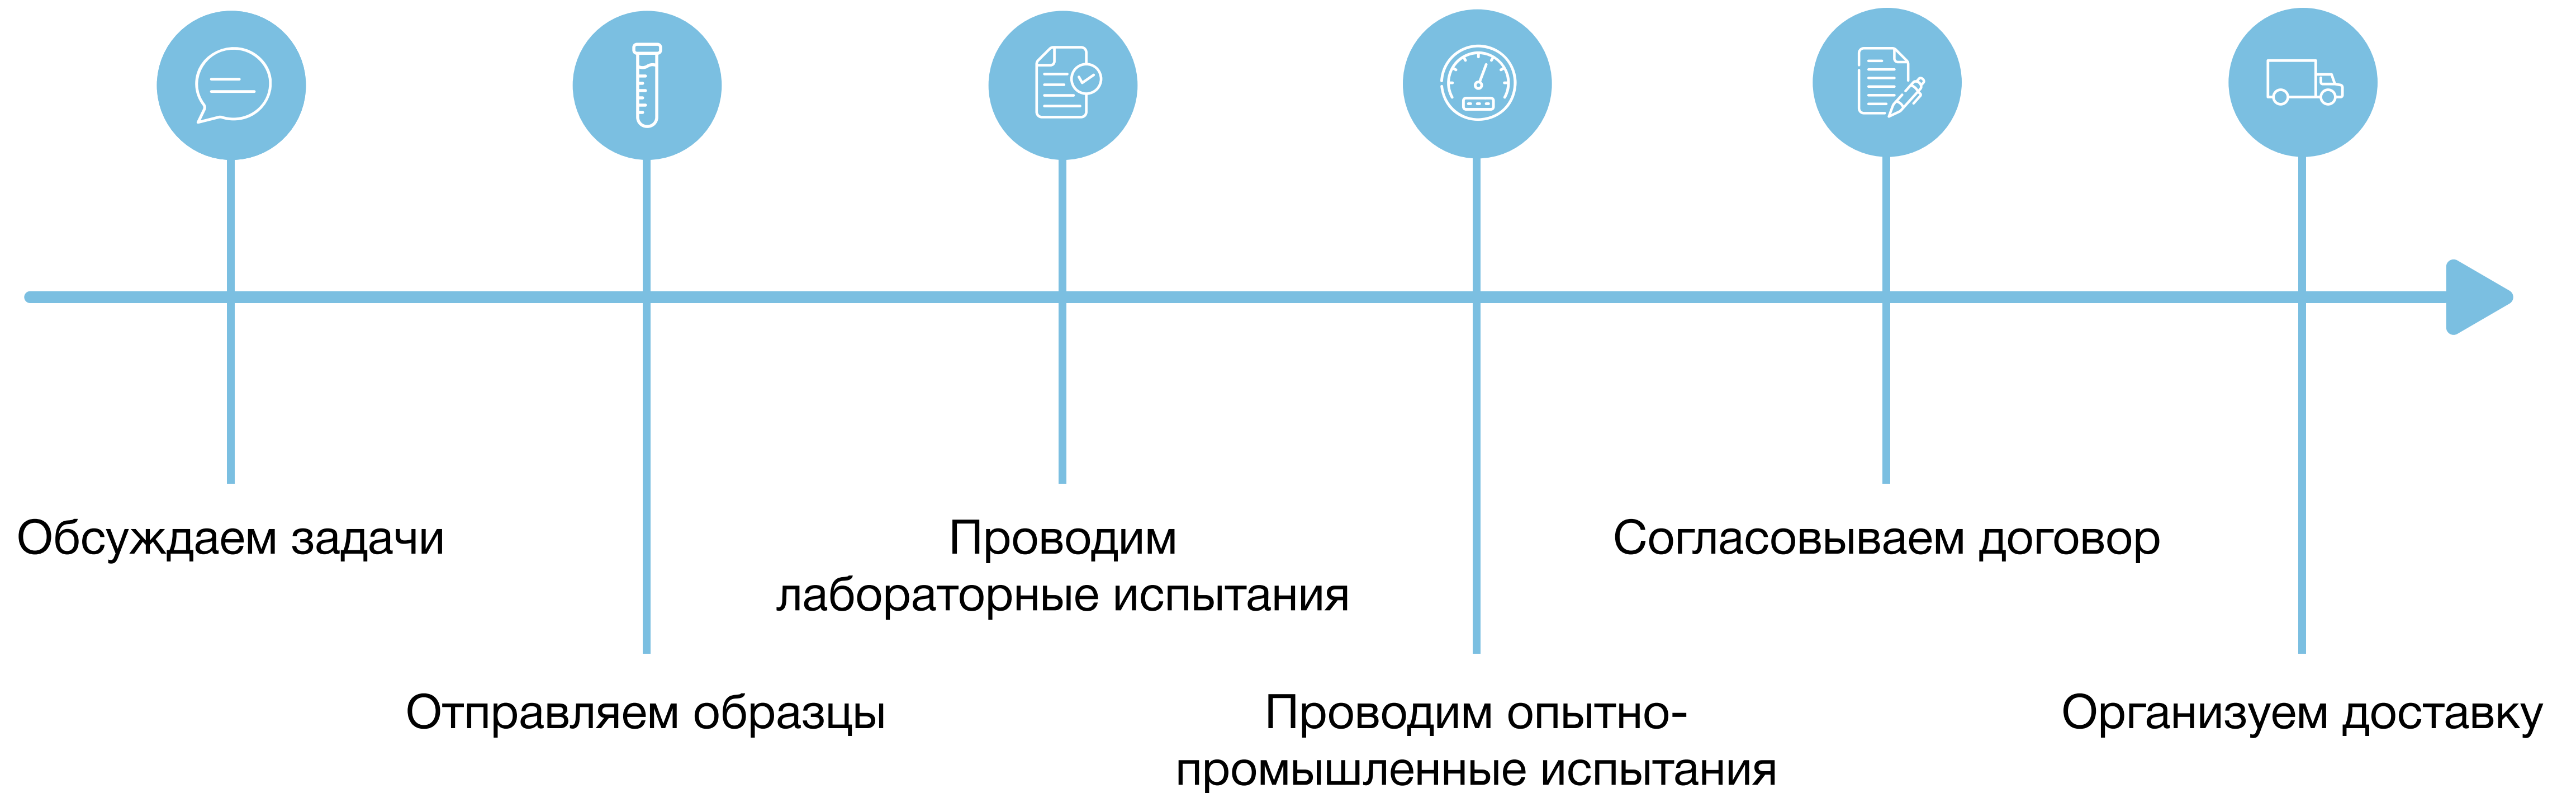 Обсуждаем задачи
Отправляем образцы
Проводим
лабораторные испытания
Проводим опытно-
промышленные испытания
Согласовываем договор
Организуем доставку